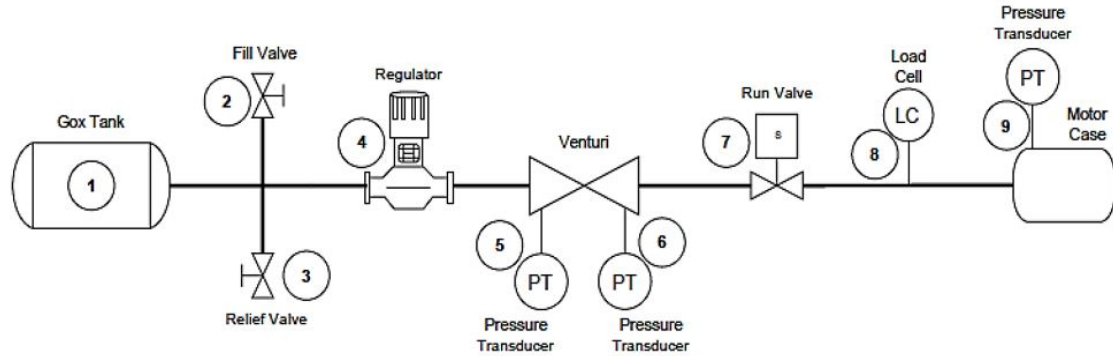 Pressure
Transducer
Fill Valve
Regulator
Load
Cell
PT
2
Run Valve
LC
9
Motor
Case
Gox Tank
4
7
S
8
Venturi
1
5
6
3
PT
PT
Relief Valve
Pressure
Transducer
Pressure
Transducer